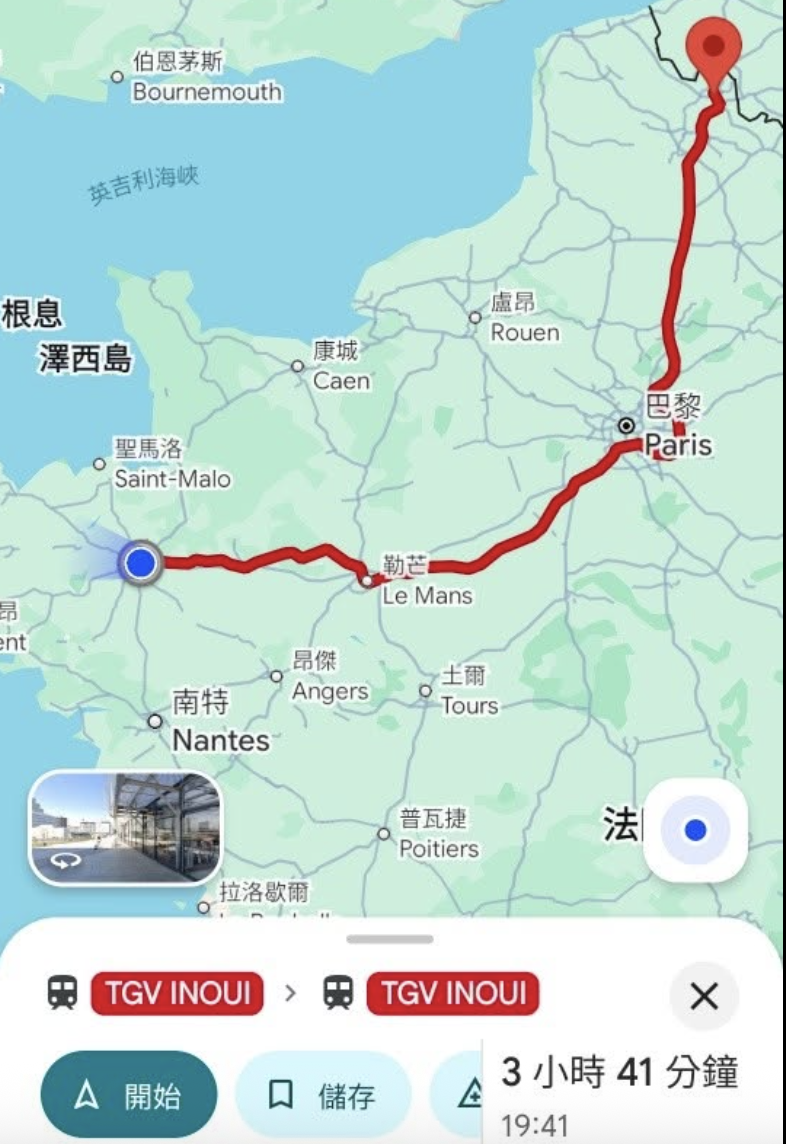 伯恩茅斯
Bournemouth
英吉利海峽
盧昂
Rouen
根息
澤西島
康城
Caen
巴黎
Paris
聖馬洛
Saint-Malo
勒芒
Le Mans
昂
ent
昂傑
Angers
土爾
Tours
南特
Nantes
法
普瓦捷
Poitiers
拉洛歇爾
TGV INOUI > TGV INOUI
開始
儲存
3 小時 41 分鐘
19:41